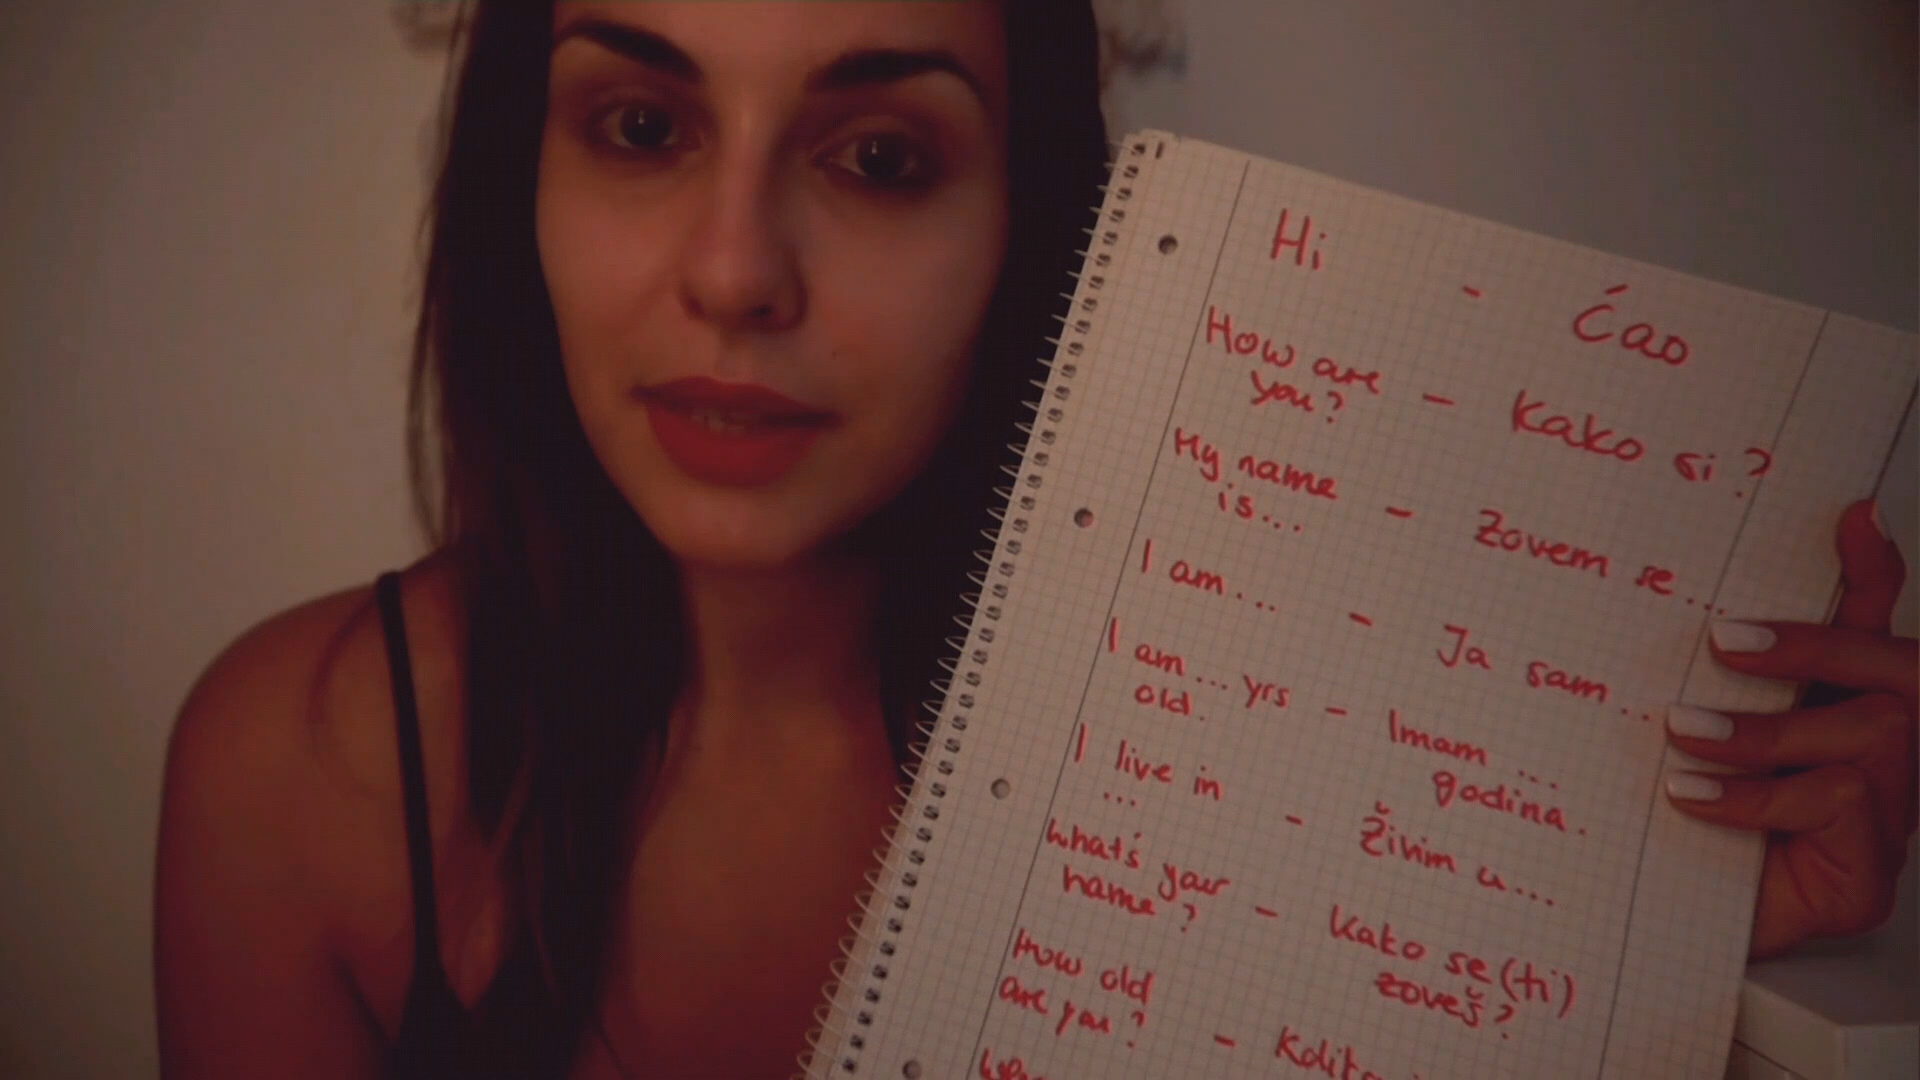 Hi - Ćao
How are - Kako si?
you?
My name - Zovem se...
is...
I am... - Ja sam...
I am... yrs - Imam ...
old. godina.
I live in - Živim u...
...
What's your - Kako se (ti)
name? zoveš?
How old
are you? -